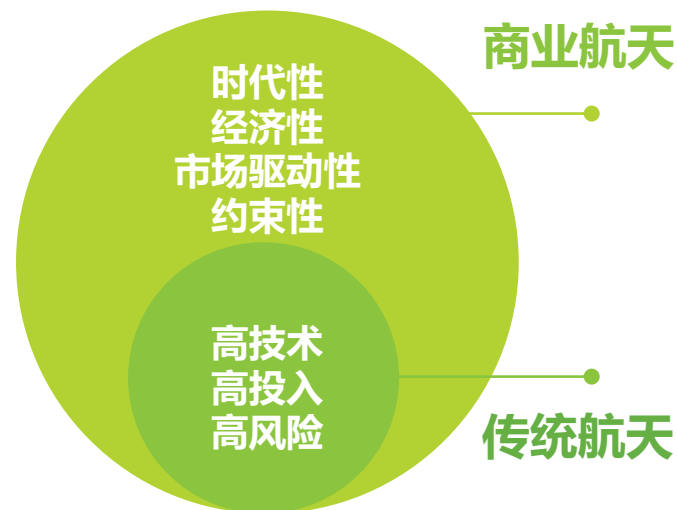 商业航天
时代性
经济性
市场驱动性
约束性
高技术
高投入
高风险
传统航天